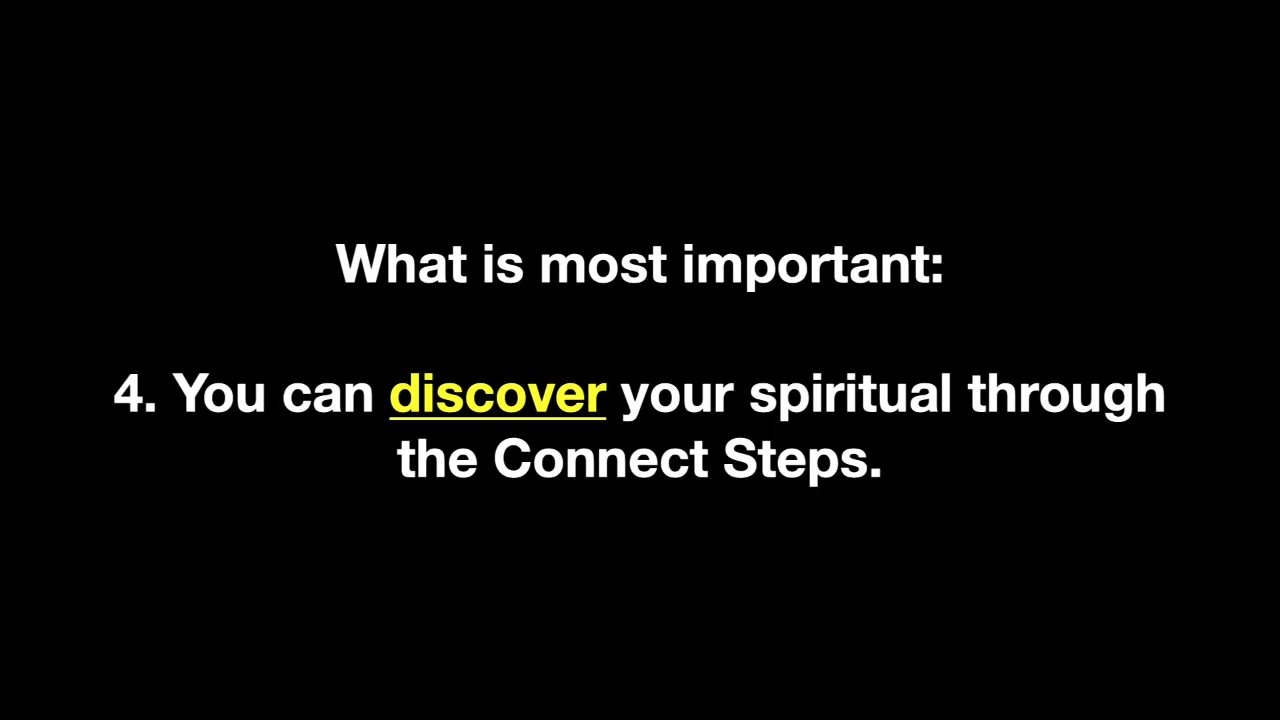 What is most important:
4. You can discover your spiritual through
the Connect Steps.